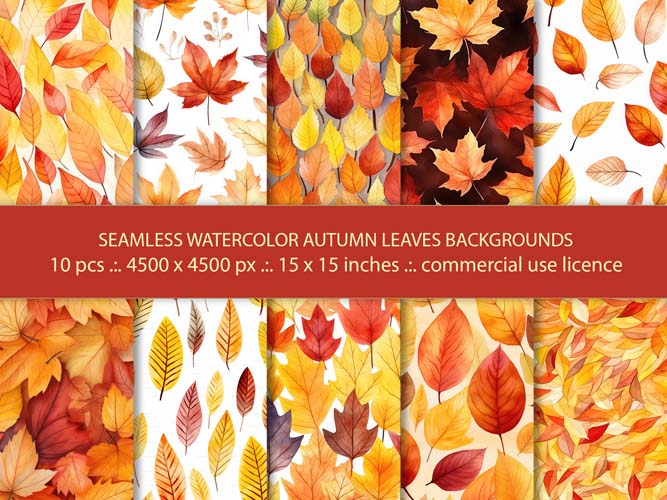 SEAMLESS WATERCOLOR AUTUMN LEAVES BACKGROUNDS
10 pcs .:. 4500 x 4500 px .:. 15 x 15 inches .:. commercial use licence